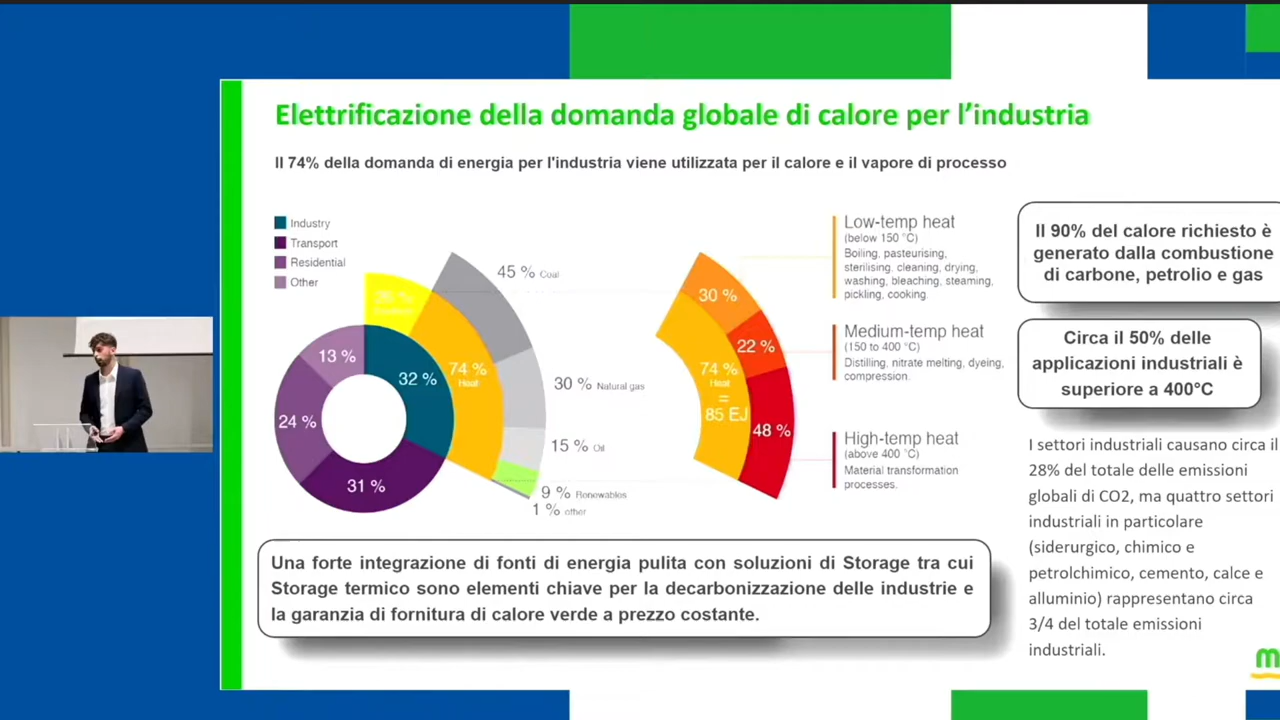 Elettrificazione della domanda globale di calore per l'industria
Il 74% della domanda di energia per l'industria viene utilizzata per il calore e il vapore di processo
Industry
Transport
Residential
Other
13 %
32 %
24 %
31 %
74 %
Heat
45 % Coal
30 % Natural gas
15 % Oil
9 % Renewables
1 % other
30 %
22 %
48 %
74 %
Heat
=
85 EJ
Low-temp heat
(below 150 °C)
Boiling, pasteurising,
sterilising, cleaning, drying,
washing, bleaching, steaming,
pickling, cooking.
Medium-temp heat
(150 to 400 °C)
Distilling, nitrate melting, dyeing,
compression.
High-temp heat
(above 400 °C)
Material transformation
processes.
Il 90% del calore richiesto è
generato dalla combustione
di carbone, petrolio e gas
Circa il 50% delle
applicazioni industriali è
superiore a 400°C
I settori industriali causano circa il
28% del totale delle emissioni
globali di CO2, ma quattro settori
industriali in particolare
(siderurgico, chimico e
petrolchimico, cemento, calce e
alluminio) rappresentano circa
3/4 del totale emissioni
industriali.
Una forte integrazione di fonti di energia pulita con soluzioni di Storage tra cui
Storage termico sono elementi chiave per la decarbonizzazione delle industrie e
la garanzia di fornitura di calore verde a prezzo costante.